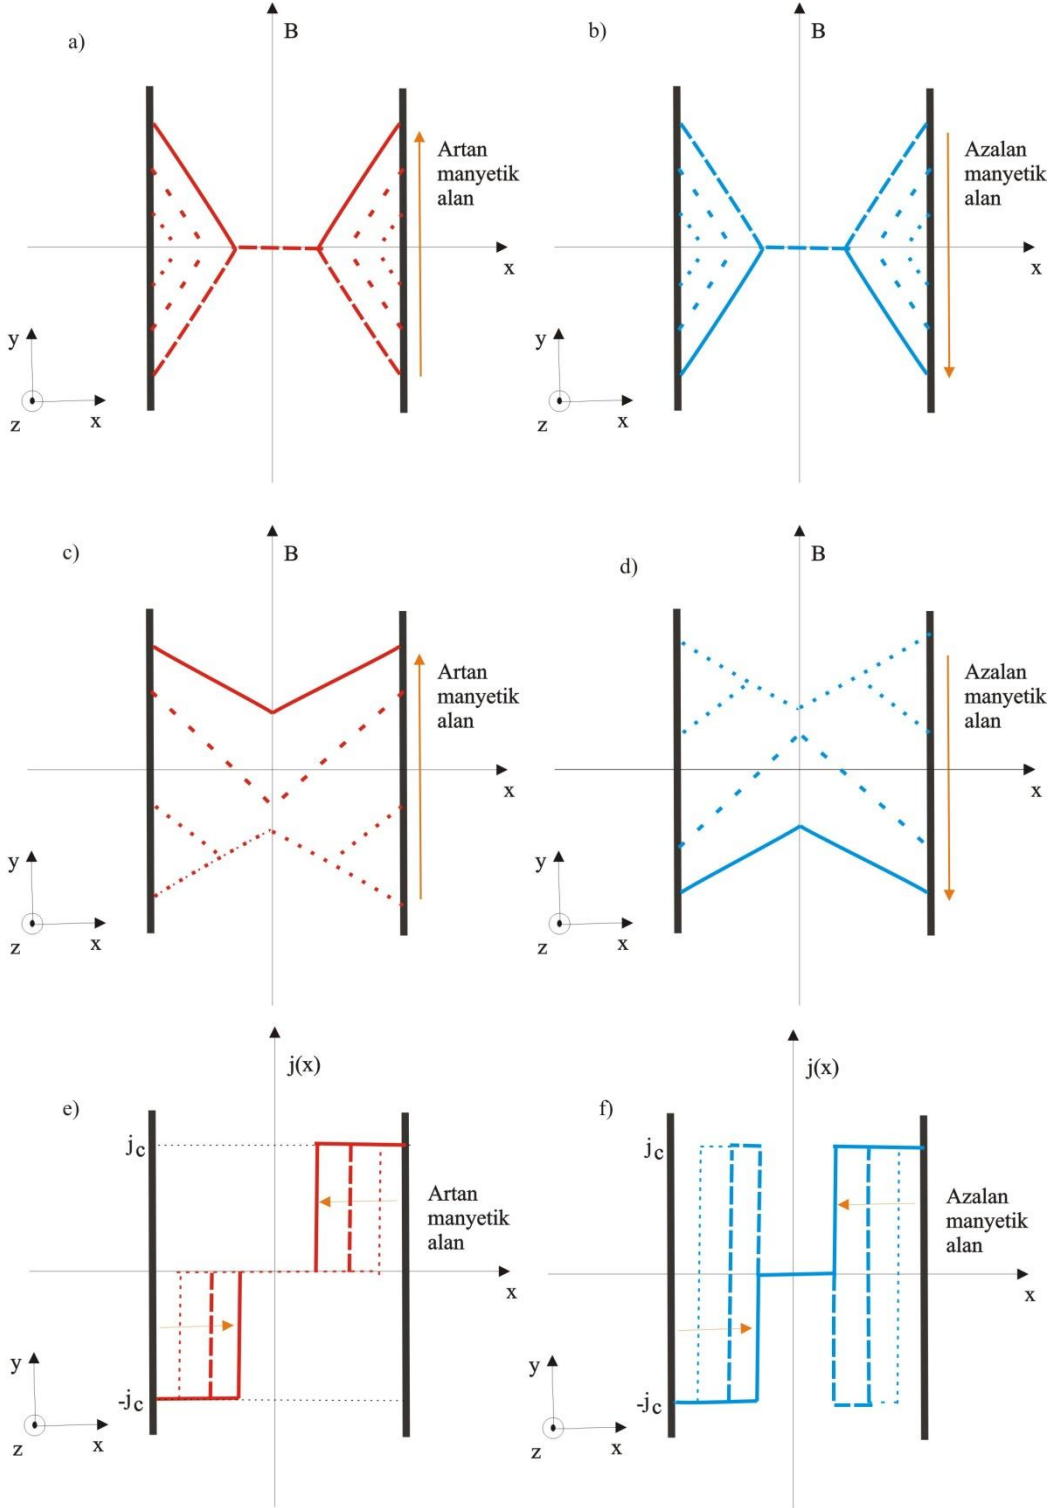 a)
B
Artan
manyetik
alan
x
y
z
x
b)
B
Azalan
manyetik
alan
x
y
z
x
c)
B
Artan
manyetik
alan
x
y
z
x
d)
B
Azalan
manyetik
alan
x
y
z
x
e)
j(x)
jc
Artan
manyetik
alan
x
y
-jc
z
x
f)
j(x)
jc
Azalan
manyetik
alan
x
y
-jc
z
x